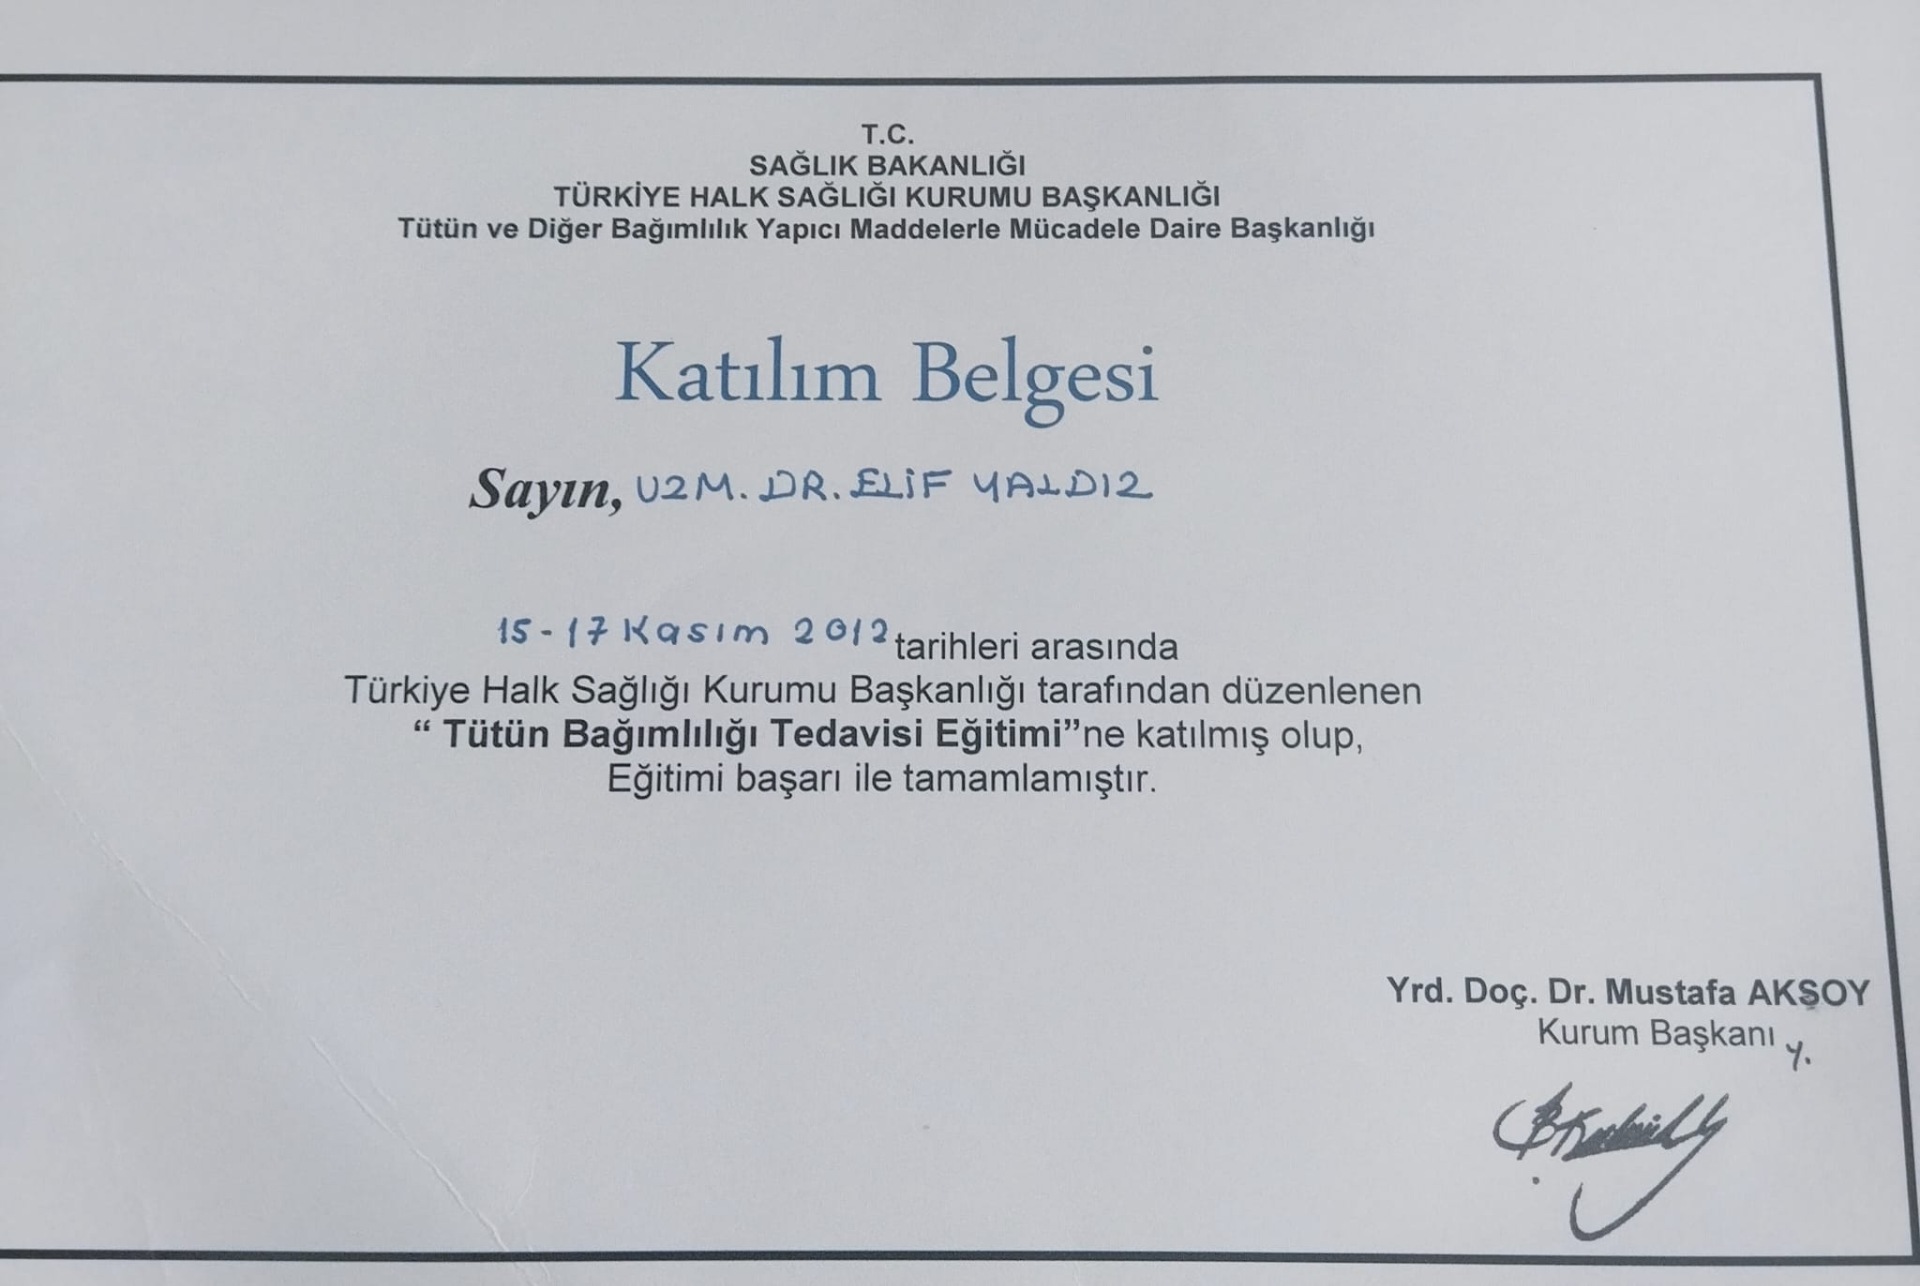 T.C.
SAĞLIK BAKANLIĞI
TÜRKİYE HALK SAĞLIĞI KURUMU BAŞKANLIĞI
Tütün ve Diğer Bağımlılık Yapıcı Maddelerle Mücadele Daire Başkanlığı
Katılım Belgesi
Sayın, UZM. DR. ELİF YALDIZ
15-17 Kasım 2012 tarihleri arasında
Türkiye Halk Sağlığı Kurumu Başkanlığı tarafından düzenlenen
“ Tütün Bağımlılığı Tedavisi Eğitimi”ne katılmış olup,
Eğitimi başarı ile tamamlamıştır.
Yrd. Doç. Dr. Mustafa AKSOY
Kurum Başkanı y.